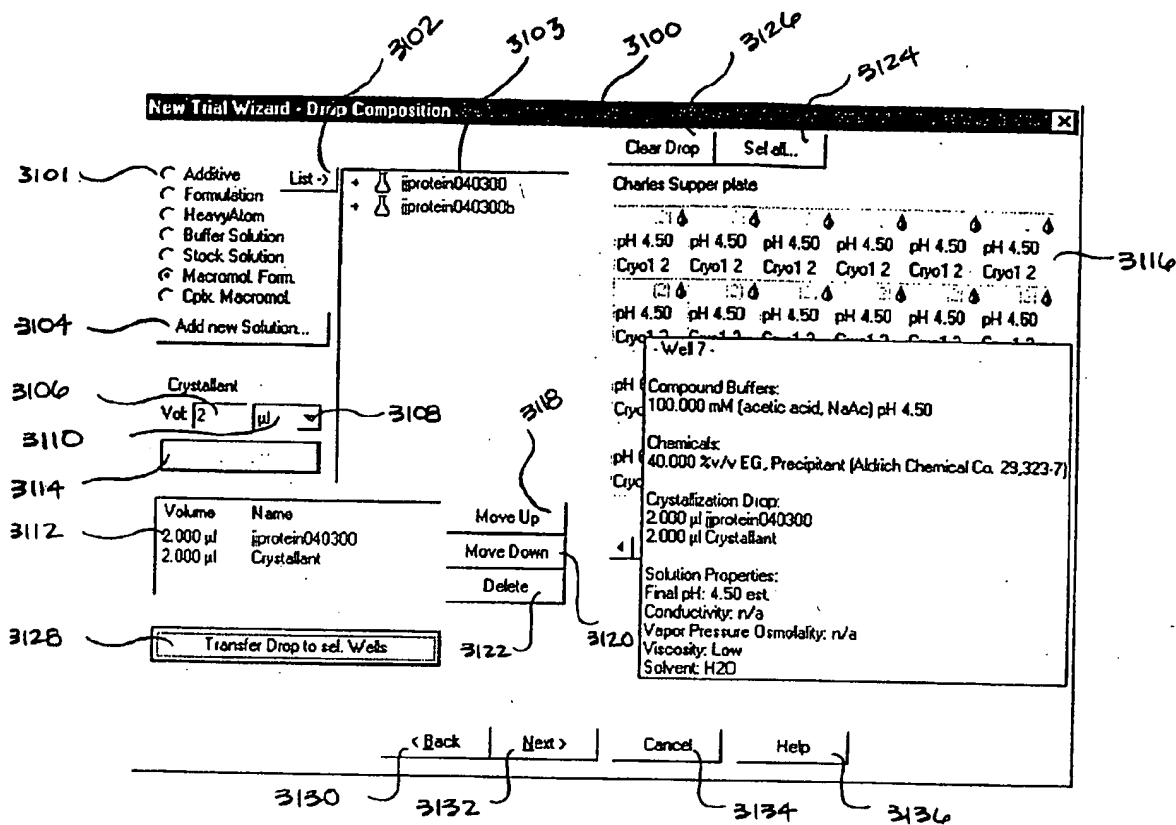 3102
3103
3100
3126
3124
New Trial Wizard - Drop Composition
Clear Drop
Sel all...
3101
Additive
Formulation
HeavyAtom
Buffer Solution
Stock Solution
Macromol. Form.
Cplx. Macromol.
List ->
+ jjprotein040300
+ jjprotein040300b
Charles Supper plate
pH 4.50 pH 4.50 pH 4.50 pH 4.50 pH 4.50 pH 4.50
Cryo1 2 Cryo1 2 Cryo1 2 Cryo1 2 Cryo1 2 Cryo1 2
3116
pH 4.50 pH 4.50 pH 4.50 pH 4.50 pH 4.50 pH 4.50
3104
Add new Solution...
3106
Crystallant
Vol: 2 µl
3108
3110
3114
3118
- Well 7 -
Compound Buffers:
100.000 mM (acetic acid, NaAc) pH 4.50
Chemicals:
40.000 %v/v EG, Precipitant (Aldrich Chemical Co. 29,323-7)
Crystallization Drop:
2.000 µl jjprotein040300
2.000 µl Crystallant
Solution Properties:
Final pH: 4.50 est.
Conductivity: n/a
Vapor Pressure Osmolality: n/a
Viscosity: Low
Solvent: H2O
3112
Volume Name
2.000 µl jjprotein040300
2.000 µl Crystallant
Move Up
Move Down
Delete
3120
3122
3128
Transfer Drop to sel. Wells
< Back
Next >
Cancel
Help
3130
3132
3134
3136